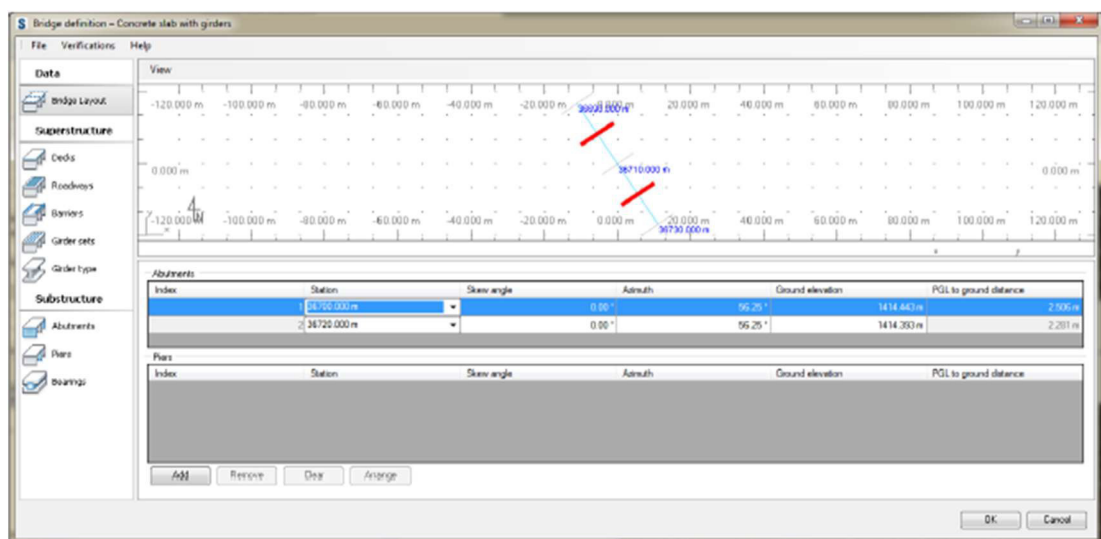 Bridge definition – Concrete slab with girders
File Verifications Help
Data
Bridge Layout
Superstructure
Decks
Roadways
Barriers
Girder sets
Girder type
Substructure
Abutments
Piers
Bearings
View
-120.000 m -100.000 m -80.000 m -60.000 m -40.000 m -20.000 m 0.000 m 20.000 m 40.000 m 60.000 m 80.000 m 100.000 m 120.000 m
36710.000 m
0.000 m 0.000 m
-120.000 m -100.000 m -80.000 m -60.000 m -40.000 m -20.000 m 0.000 m 20.000 m 40.000 m 60.000 m 80.000 m 100.000 m 120.000 m
36730.000 m
Abutments
Index Station Skew angle Azimuth Ground elevation PGL to ground distance
1 36700.000 m 0.00 ° 56.25 ° 1414.443 m 2.506 m
2 36720.000 m 0.00 ° 56.25 ° 1414.393 m 2.281 m
Piers
Index Station Skew angle Azimuth Ground elevation PGL to ground distance
Add Remove Clear Arrange
OK Cancel